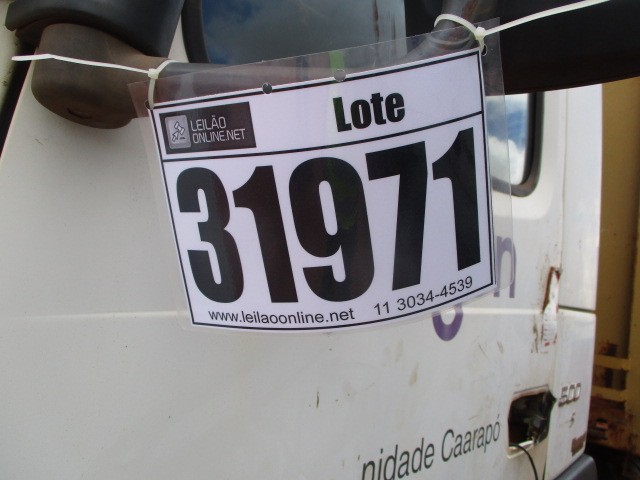 LEILÃO
ONLINE.NET
Lote
31971
www.leilaoonline.net 11 3034-4539
nidade Caarapó